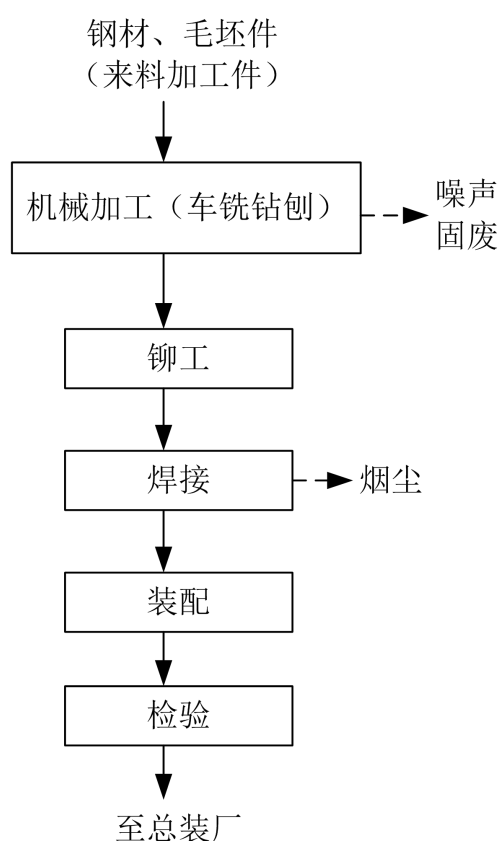 钢材、毛坯件
（来料加工件）
机械加工（车铣钻刨）
噪声
固废
铆工
焊接
烟尘
装配
检验
至总装厂